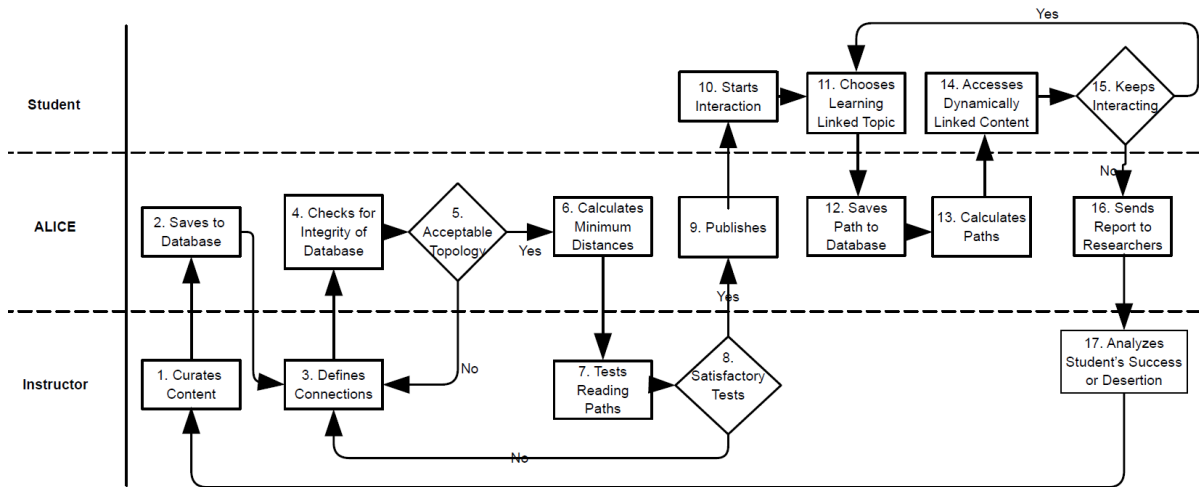 Student
10. Starts
Interaction
11. Chooses
Learning
Linked Topic
14. Accesses
Dynamically
Linked Content
15. Keeps
Interacting
Yes
No
ALICE
2. Saves to
Database
4. Checks for
Integrity of
Database
5.
Acceptable
Topology
Yes
No
6. Calculates
Minimum
Distances
9. Publishes
Yes
12. Saves
Path to
Database
13. Calculates
Paths
16. Sends
Report to
Researchers
Instructor
1. Curates
Content
3. Defines
Connections
7. Tests
Reading
Paths
8.
Satisfactory
Tests
No
17. Analyzes
Student's Success
or Desertion